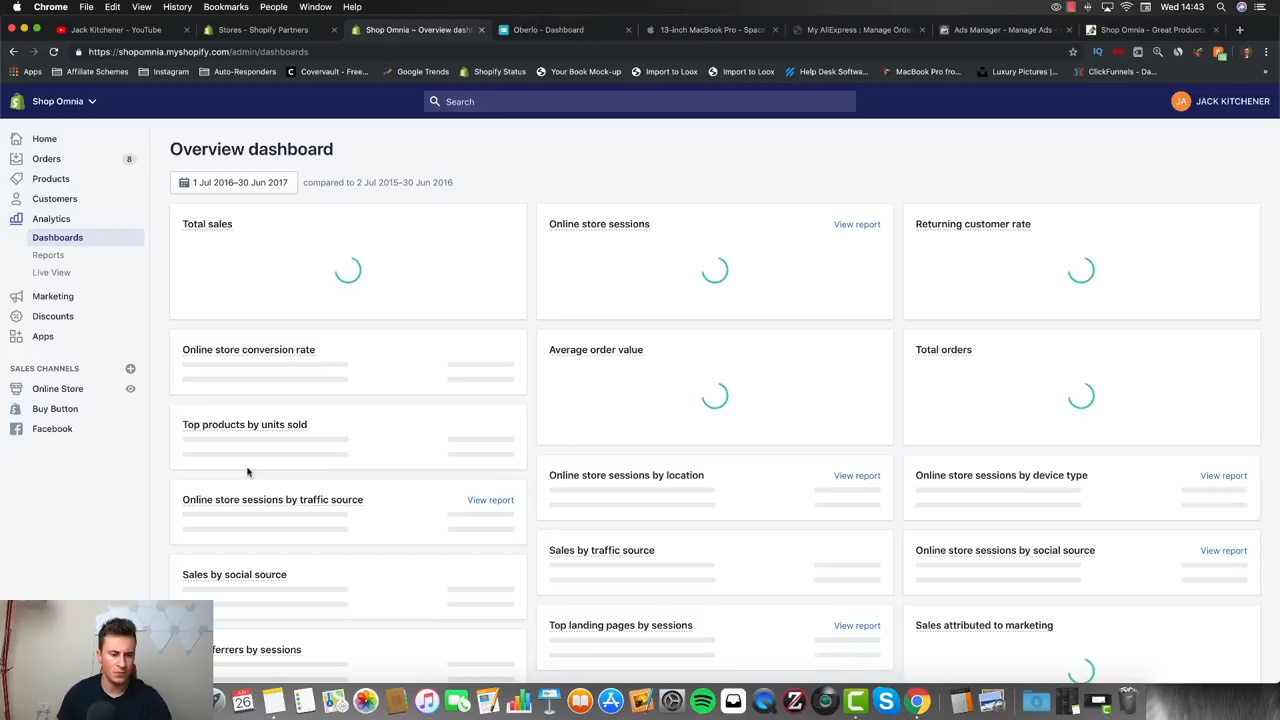 Chrome File Edit View History Bookmarks People Window Help Wed 14:43
Jack Kitchener - YouTube Stores - Shopify Partners Shop Omnia ~ Overview dash Oberlo - Dashboard 13-inch MacBook Pro - Space My AliExpress : Manage Order Ads Manager - Manage Ads - Shop Omnia - Great Products
https://shopomnia.myshopify.com/admin/dashboards
Apps Affiliate Schemes Instagram Auto-Responders Covervault - Free... Google Trends Shopify Status Your Book Mock-up Import to Loox Import to Loox Help Desk Softwa... MacBook Pro from... Luxury Pictures |... ClickFunnels - Da... »
Shop Omnia
Search
JA JACK KITCHENER
Home
Orders 8
Products
Customers
Analytics
Dashboards
Reports
Live View
Marketing
Discounts
Apps
SALES CHANNELS
Online Store
Buy Button
Facebook
Overview dashboard
1 Jul 2016–30 Jun 2017 compared to 2 Jul 2015–30 Jun 2016
Total sales
Online store sessions View report
Returning customer rate
Online store conversion rate
Average order value
Total orders
Top products by units sold
Online store sessions by location View report
Online store sessions by device type View report
Online store sessions by traffic source View report
Sales by traffic source
Online store sessions by social source View report
Sales by social source
Top landing pages by sessions View report
Sales attributed to marketing
ferrers by sessions
26